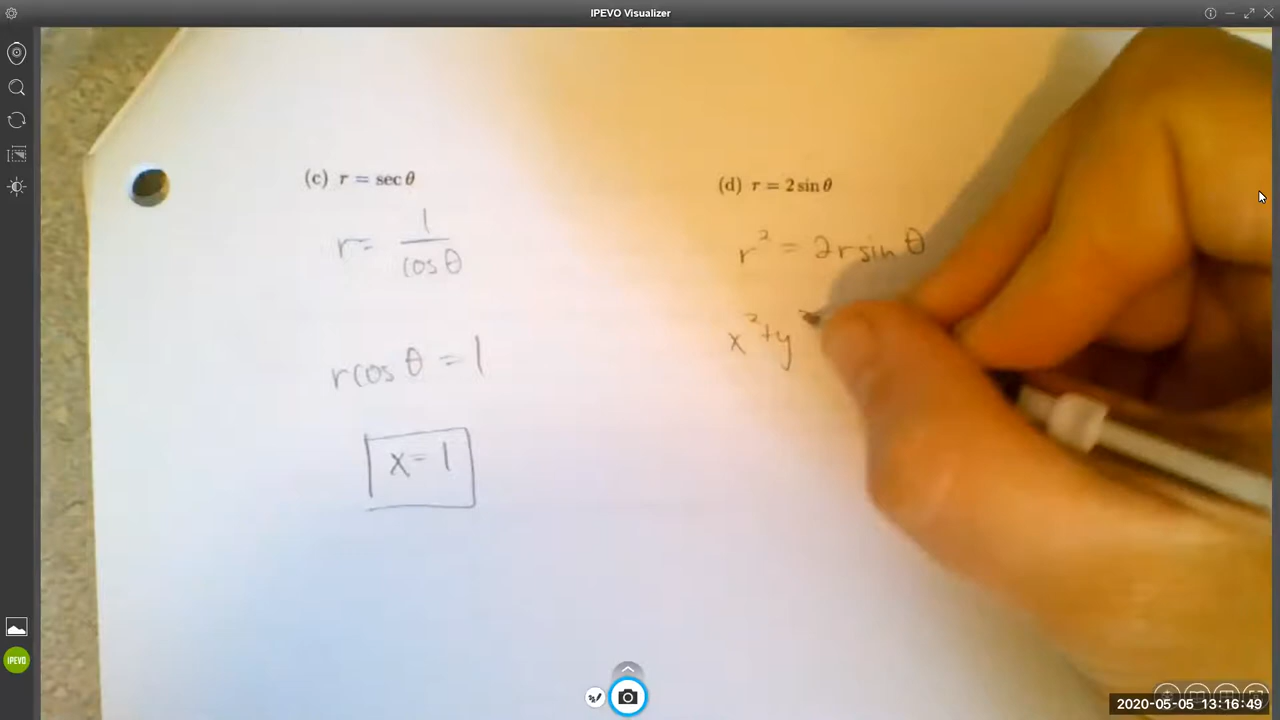 IPEVO Visualizer
(c) r = sec θ
r = 1/cos θ
r cos θ = 1
x = 1
(d) r = 2 sin θ
r² = 2r sin θ
x² + y²
IPEVO
2020-05-05 13:16:49